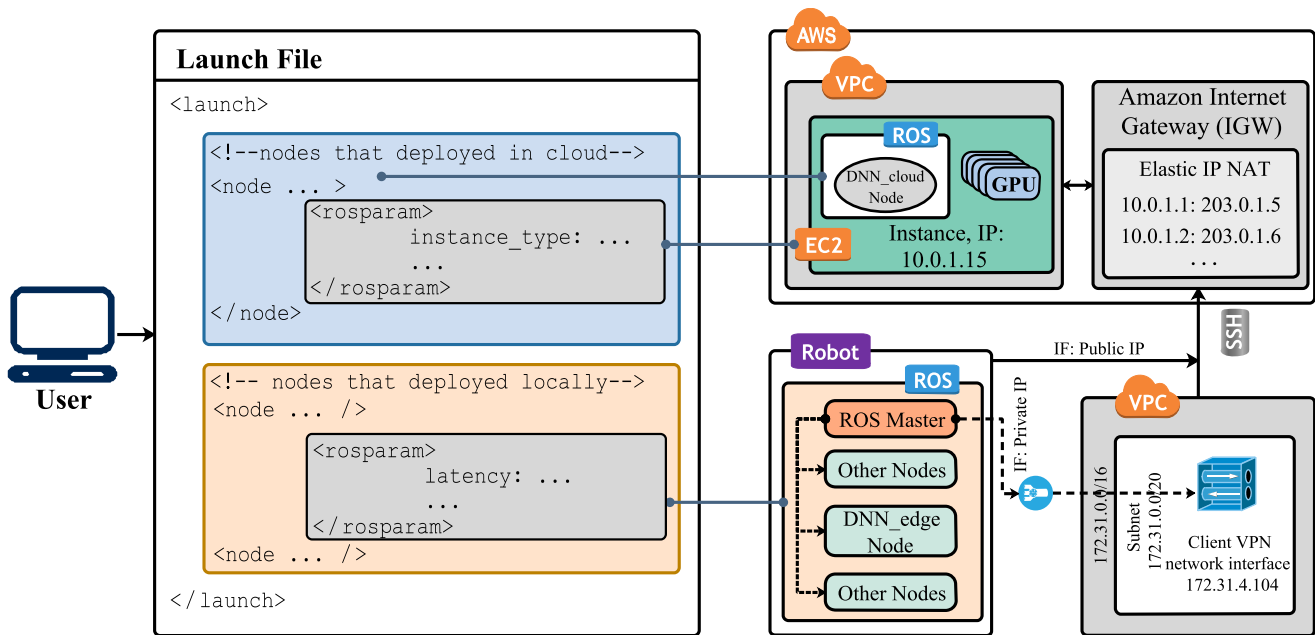 User
Launch File
<launch>
<!--nodes that deployed in cloud-->
<node ... >
<rosparam>
instance_type: ...
...
</rosparam>
</node>
<!-- nodes that deployed locally-->
<node ... />
<rosparam>
latency: ...
...
</rosparam>
<node ... />
</launch>
AWS
VPC
ROS
DNN_cloud
Node
GPU
EC2
Instance, IP:
10.0.1.15
Amazon Internet
Gateway (IGW)
Elastic IP NAT
10.0.1.1: 203.0.1.5
10.0.1.2: 203.0.1.6
...
SSH
Robot
IF: Public IP
ROS
ROS Master
Other Nodes
DNN_edge
Node
Other Nodes
IF: Private IP
VPC
172.31.0.0/16
Subnet
172.31.0.0/20
Client VPN
network interface
172.31.4.104